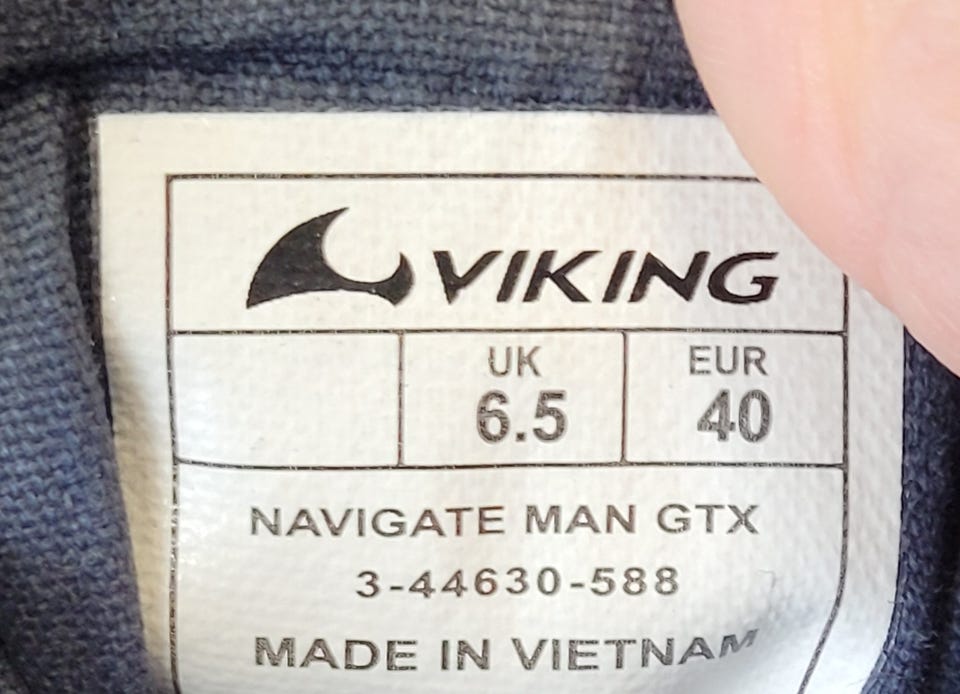 VIKING
UK EUR
6.5 40
NAVIGATE MAN GTX
3-44630-588
MADE IN VIETNAM